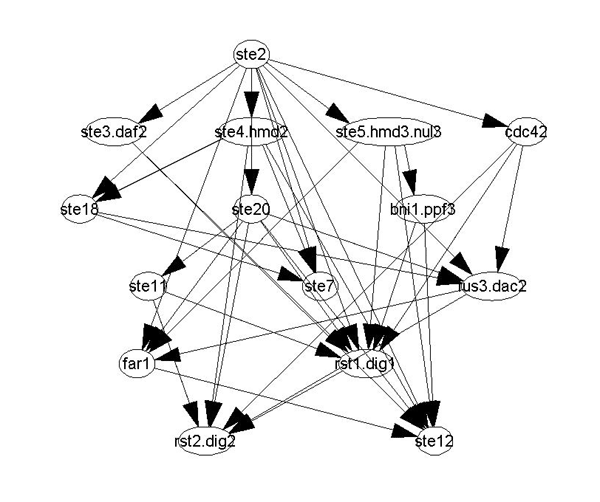 ste2
ste3.daf2 ste4.hmd2 ste5.hmd3.nul3 cdc42
ste18 ste20 bni1.ppf3
ste11 ste7 fus3.dac2
far1 rst1.dig1
rst2.dig2 ste12